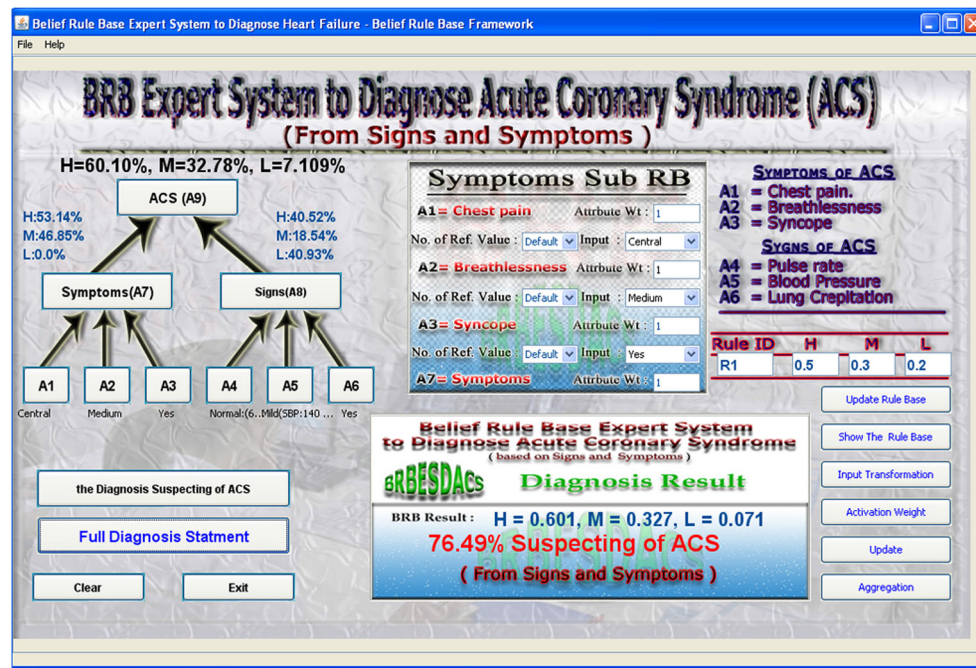 Belief Rule Base Expert System to Diagnose Heart Failure - Belief Rule Base Framework
File Help
BRB Expert System to Diagnose Acute Coronary Syndrome (ACS)
(From Signs and Symptoms )
H=60.10%, M=32.78%, L=7.109%
ACS (A9)
H:53.14%
M:46.85%
L:0.0%
H:40.52%
M:18.54%
L:40.93%
Symptoms(A7)
Signs(A8)
A1 A2 A3 A4 A5 A6
Central Medium Yes Normal:(6.. Mild(SBP:140 ... Yes
the Diagnosis Suspecting of ACS
Full Diagnosis Statment
Clear Exit
Symptoms Sub RB
A1= Chest pain Attrbute Wt : 1
No. of Ref. Value : Default Input : Central
A2= Breathlessness Attrbute Wt : 1
No. of Ref. Value : Default Input : Medium
A3= Syncope Attrbute Wt : 1
No. of Ref. Value : Default Input : Yes
A7= Symptoms Attrbute Wt : 1
Belief Rule Base Expert System
to Diagnose Acute Coronary Syndrome
(based on Signs and Symptoms)
BRBESDACs Diagnosis Result
BRB Result : H = 0.601, M = 0.327, L = 0.071
76.49% Suspecting of ACS
( From Signs and Symptoms )
Symptoms of ACS
A1 = Chest pain.
A2 = Breathlessness
A3 = Syncope
Sygns of ACS
A4 = Pulse rate
A5 = Blood Pressure
A6 = Lung Crepitation
Rule ID H M L
R1 0.5 0.3 0.2
Update Rule Base
Show The Rule Base
Input Transformation
Activation Weight
Update
Aggregation